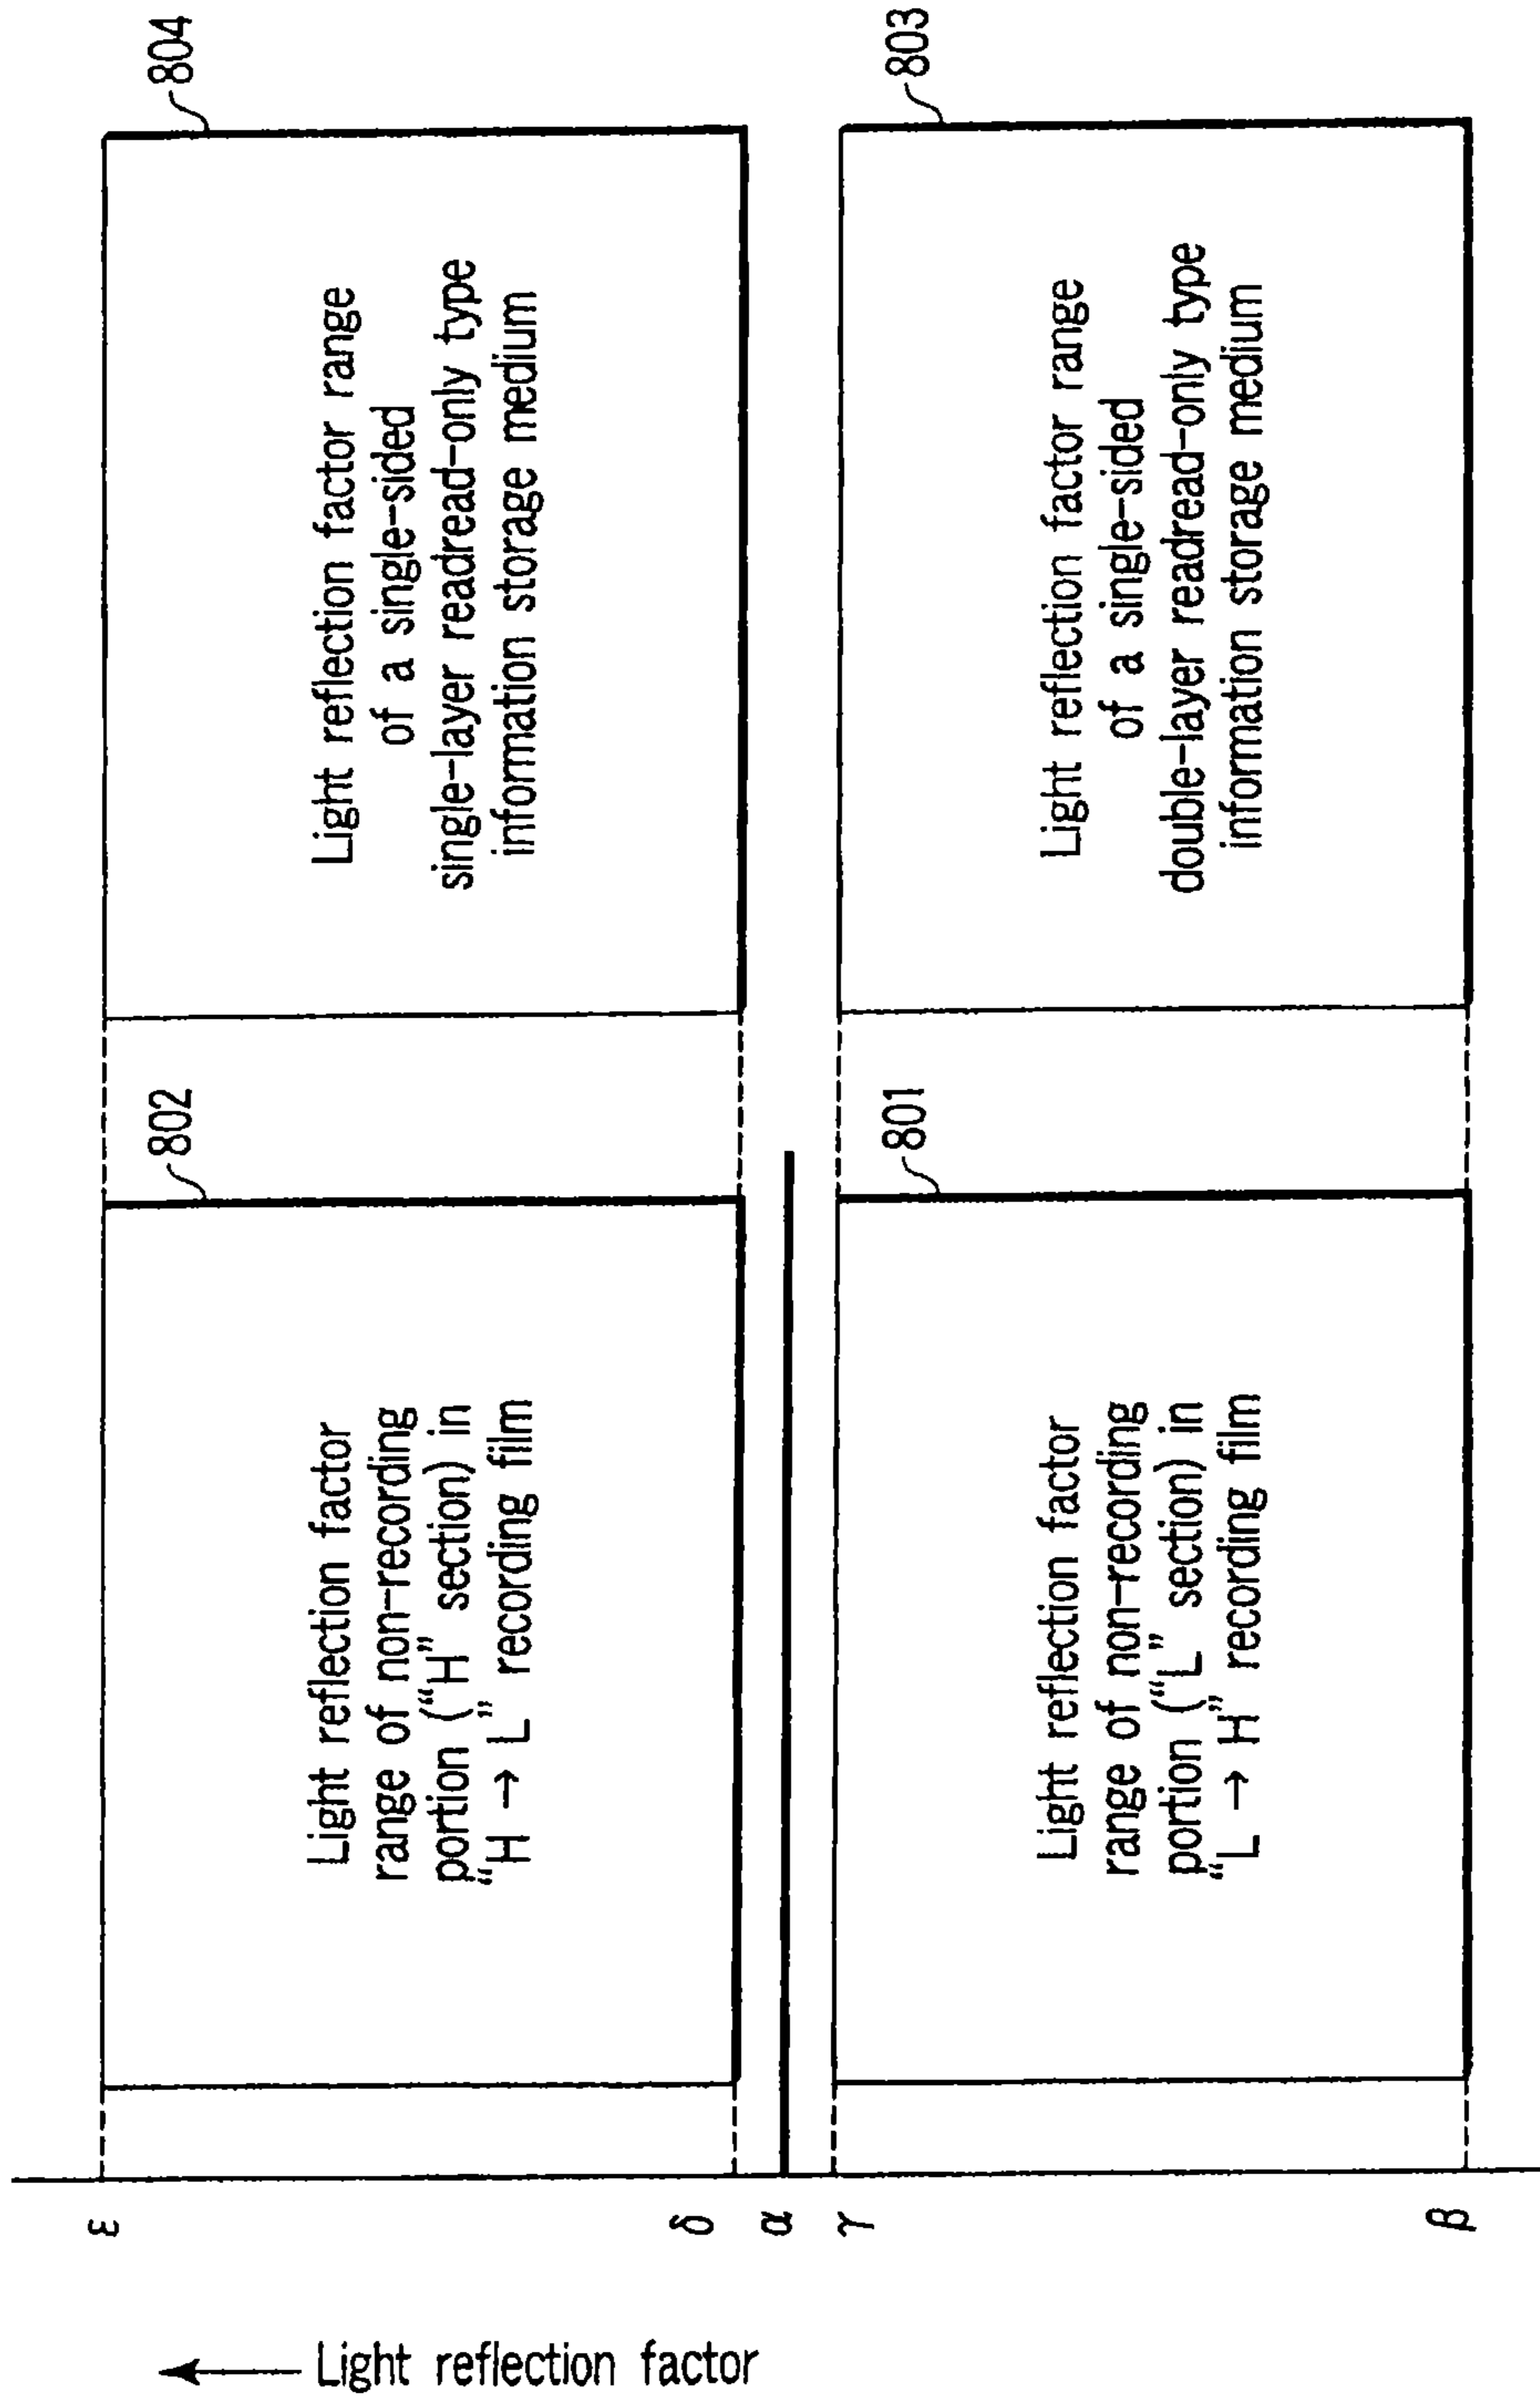 Light reflection factor
ε
δ
α
γ
β
802
Light reflection factor
range of non-recording
portion (“H” section) in
“H → L” recording film
804
Light reflection factor range
of a single-sided
single-layer readread-only type
information storage medium
801
Light reflection factor
range of non-recording
portion (“L” section) in
“L → H” recording film
803
Light reflection factor range
of a single-sided
double-layer readread-only type
information storage medium